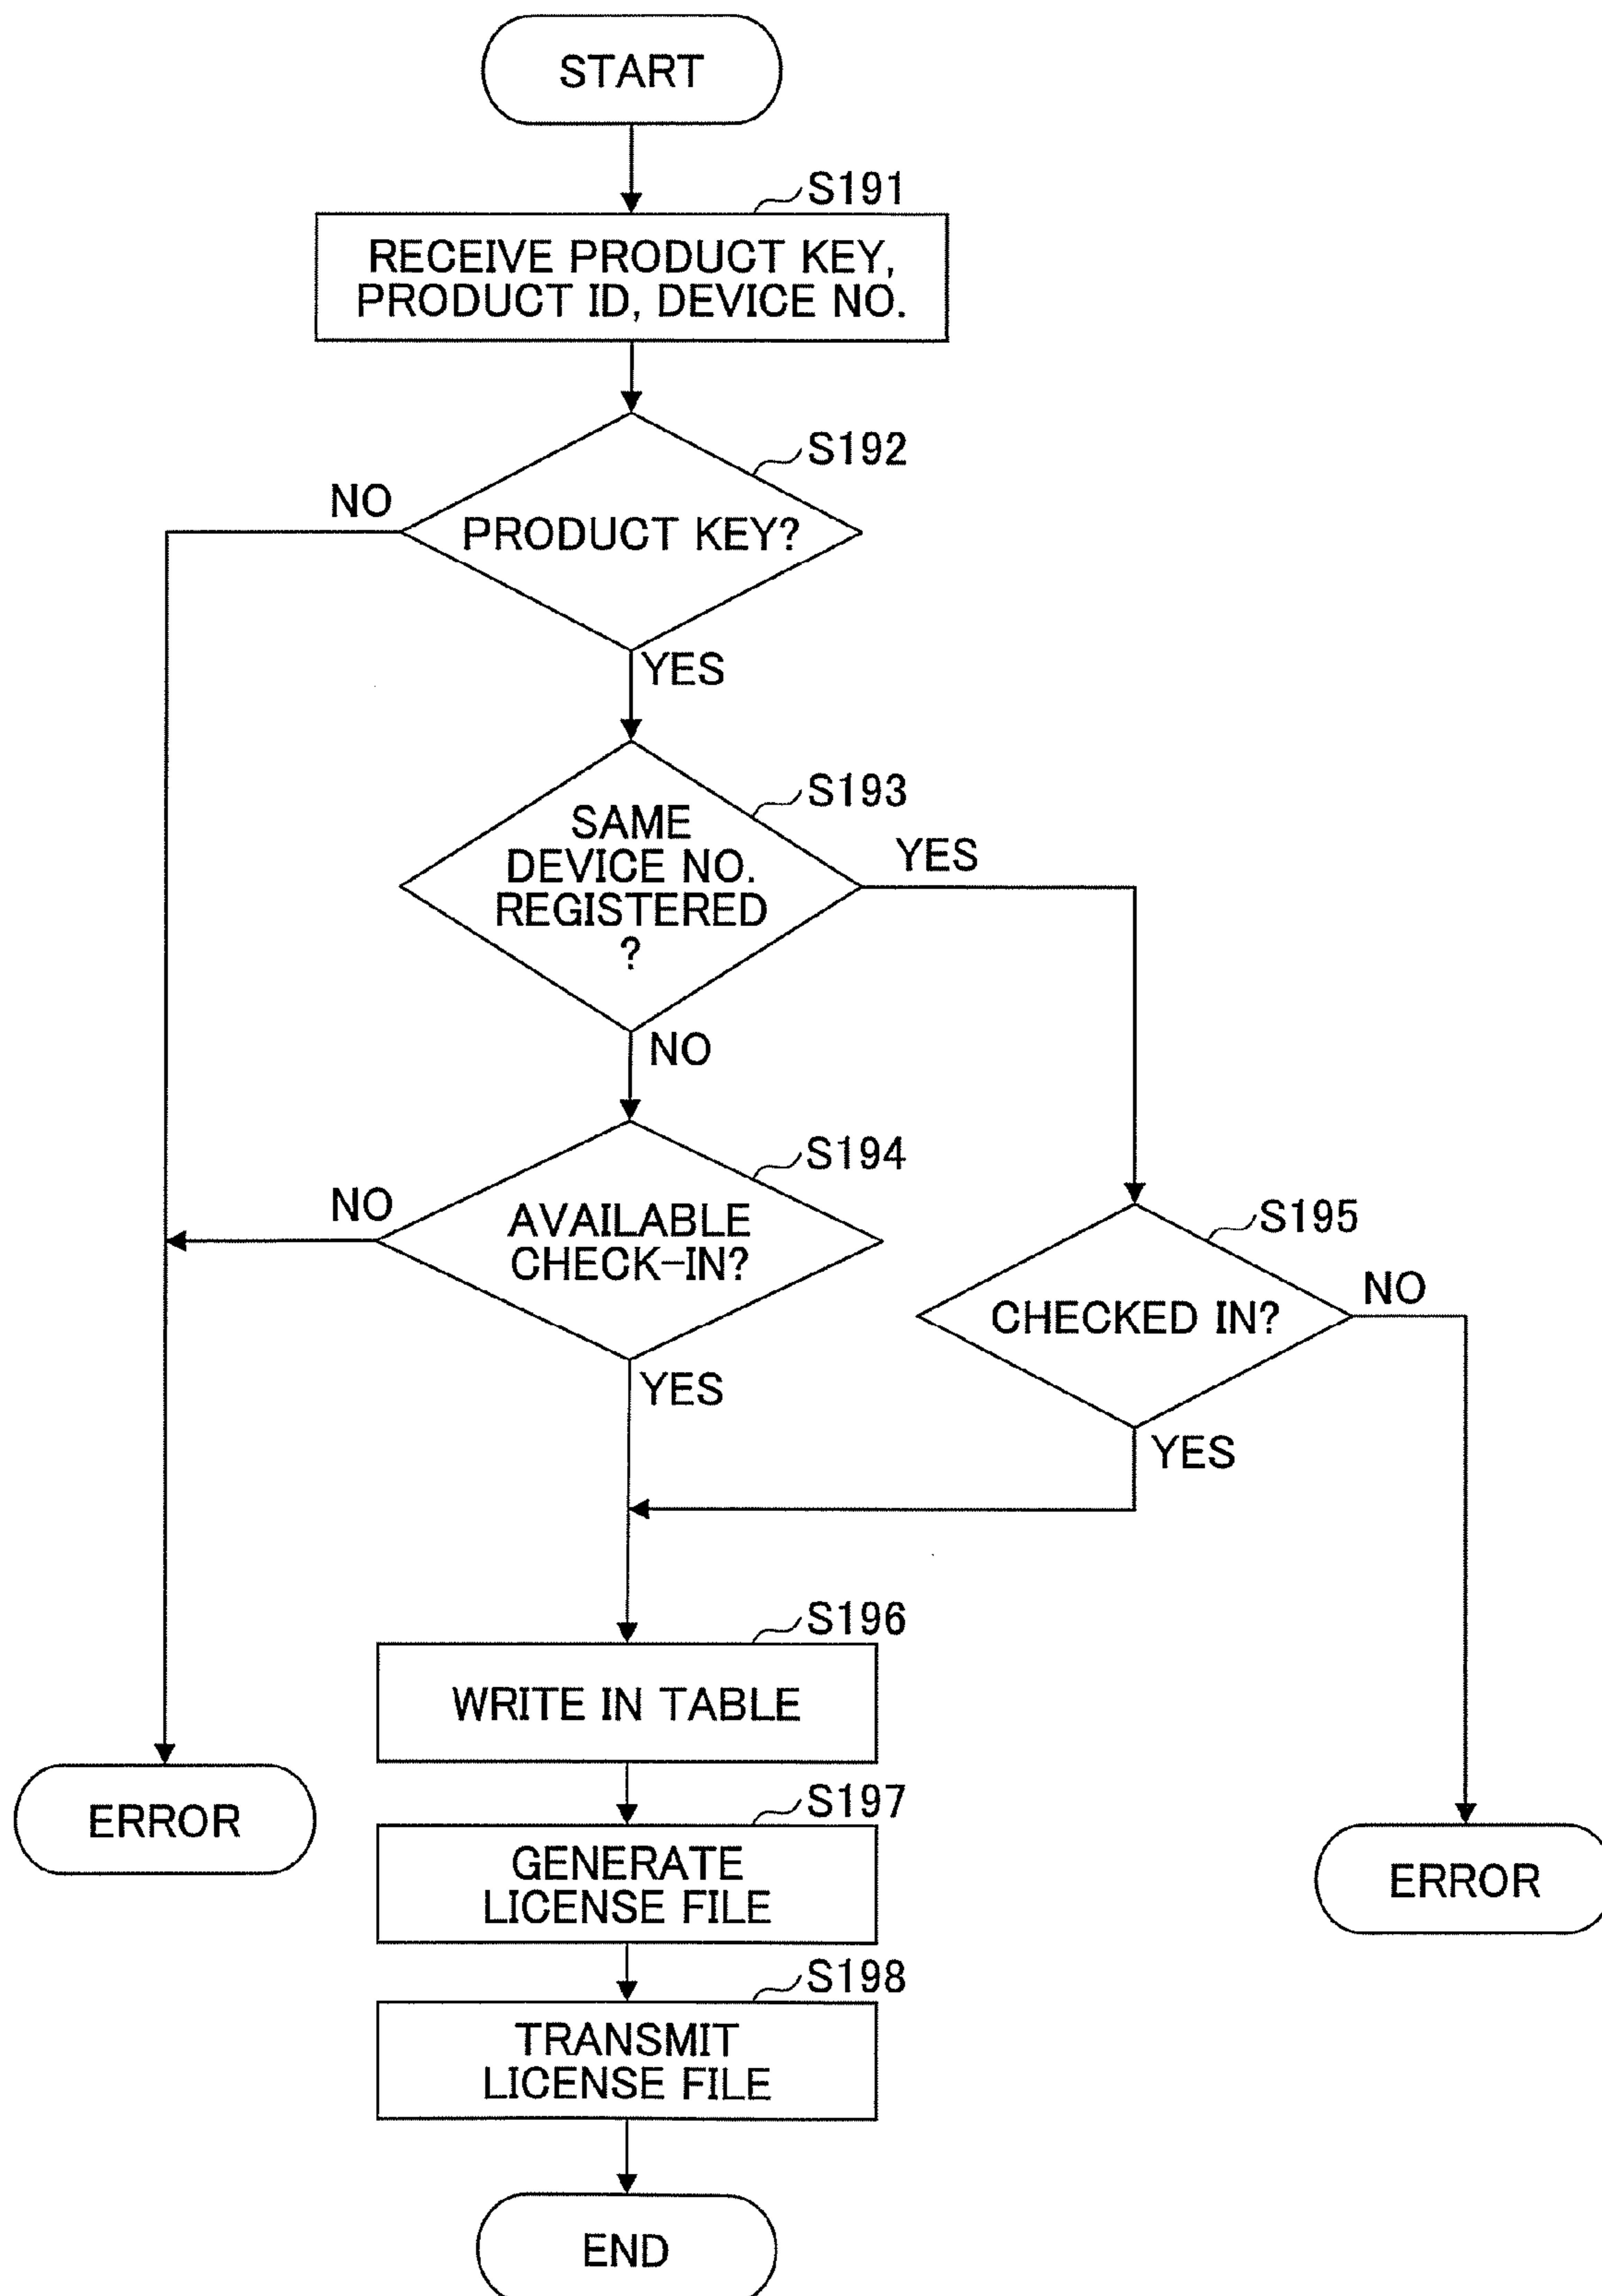 START
S191
RECEIVE PRODUCT KEY,
PRODUCT ID, DEVICE NO.
S192
NO
PRODUCT KEY?
YES
S193
SAME
DEVICE NO.
REGISTERED
?
YES
NO
S194
NO
AVAILABLE
CHECK-IN?
YES
S195
NO
CHECKED IN?
YES
S196
WRITE IN TABLE
ERROR
S197
GENERATE
LICENSE FILE
ERROR
S198
TRANSMIT
LICENSE FILE
END